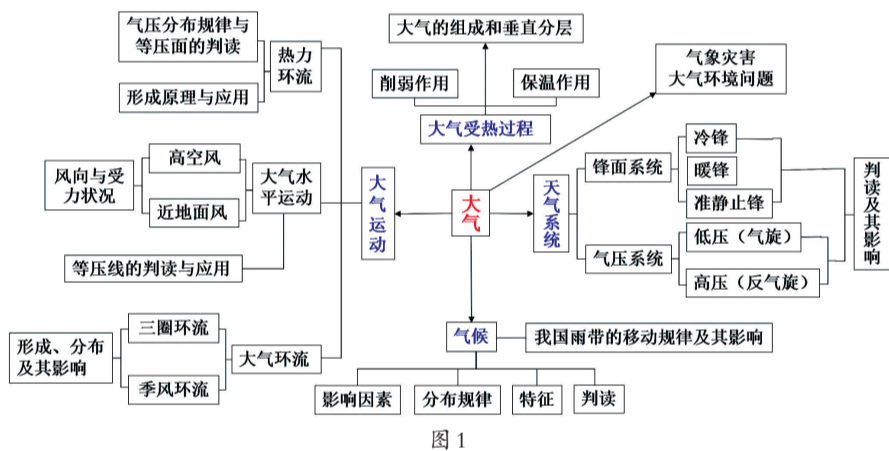 大气的组成和垂直分层
削弱作用
保温作用
大气受热过程
气象灾害
大气环境问题
气压分布规律与
等压面的判读
形成原理与应用
热力
环流
风向与受
力状况
高空风
近地面风
大气水
平运动
等压线的判读与应用
形成、分布
及其影响
三圈环流
季风环流
大气环流
大气运动
大气
天气系统
锋面系统
冷锋
暖锋
准静止锋
气压系统
低压（气旋）
高压（反气旋）
判读及其影响
气候
我国雨带的移动规律及其影响
影响因素
分布规律
特征
判读
图1